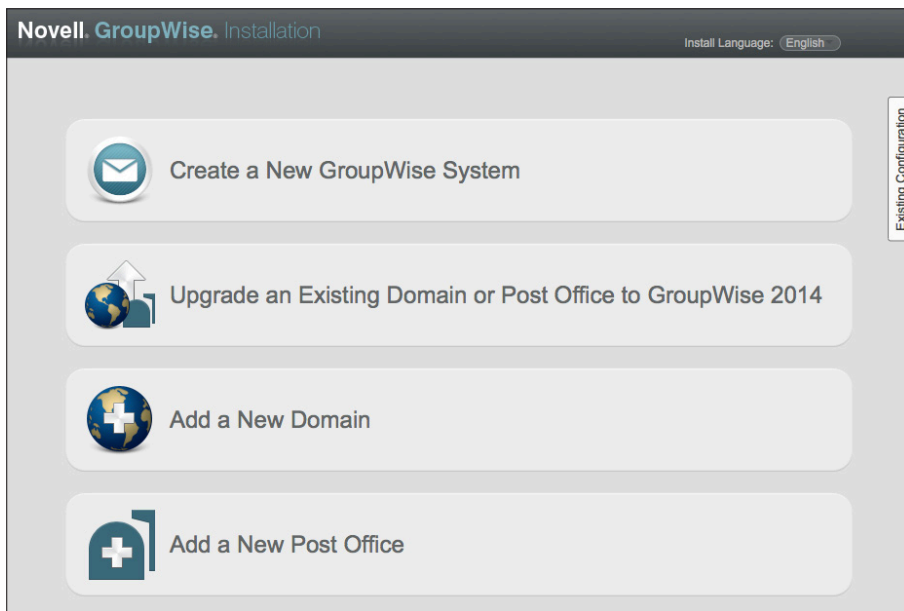 Novell. GroupWise. Installation
Install Language: English
Existing Configuration
Create a New GroupWise System
Upgrade an Existing Domain or Post Office to GroupWise 2014
Add a New Domain
Add a New Post Office